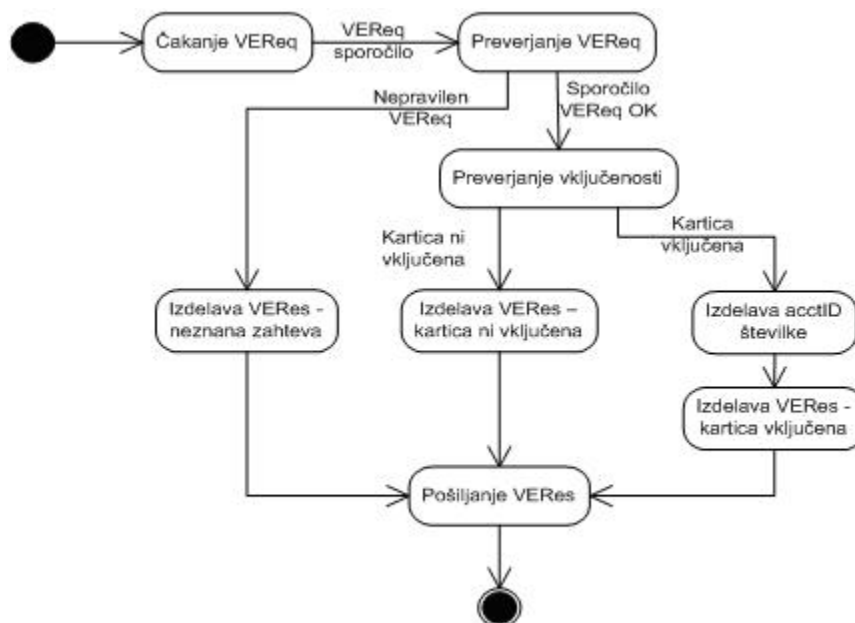 Čakanje VEReq
VEReq
sporočilo
Preverjanje VEReq
Nepravilen
VEReq
Sporočilo
VEReq OK
Preverjanje vključenosti
Kartica ni
vključena
Kartica
vključena
Izdelava VERes -
neznana zahteva
Izdelava VERes –
kartica ni vključena
Izdelava acctID
številke
Izdelava VERes -
kartica vključena
Pošiljanje VERes